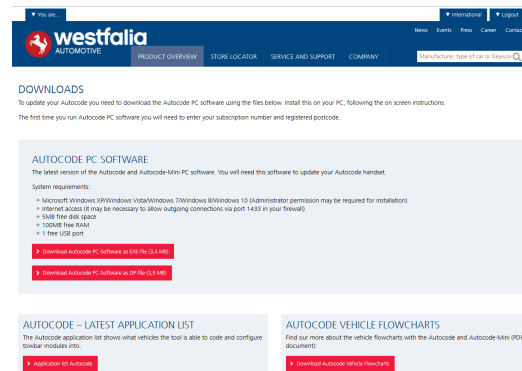 ▼ You are...
▼ International
▼ Logout
News Events Press Career Contac
westfalia
AUTOMOTIVE
PRODUCT OVERVIEW STORE LOCATOR SERVICE AND SUPPORT COMPANY
Manufacturer, type of car or Keyword
DOWNLOADS
To update your Autocode you need to download the Autocode PC software using the files below. Install this on your PC, following the on screen instructions.
The first time you run Autocode PC software you will need to enter your subscription number and registered postcode.
AUTOCODE PC SOFTWARE
The latest version of the Autocode and Autocode-Mini PC software. You will need this software to update your Autocode handset.
System requirements:
Microsoft Windows XP/Windows Vista/Windows 7/Windows 8/Windows 10 (Administrator permission may be required for installation)
Internet access (it may be necessary to allow outgoing connections via port 1433 in your firewall)
5MB free disk space
100MB free RAM
1 free USB port
> Download Autocode PC-Software as EXE-file (3,4 MB)
> Download Autocode PC-Software as ZIP-file (3,5 MB)
AUTOCODE – LATEST APPLICATION LIST
The Autocode application list shows what vehicles the tool is able to code and configure
towbar modules into.
> Application list Autocode
AUTOCODE VEHICLE FLOWCHARTS
Find our more about the vehicle flowcharts with the Autocode and Autocode-Mini (PDF
document):
> Download Autocode Vehicle Flowcharts